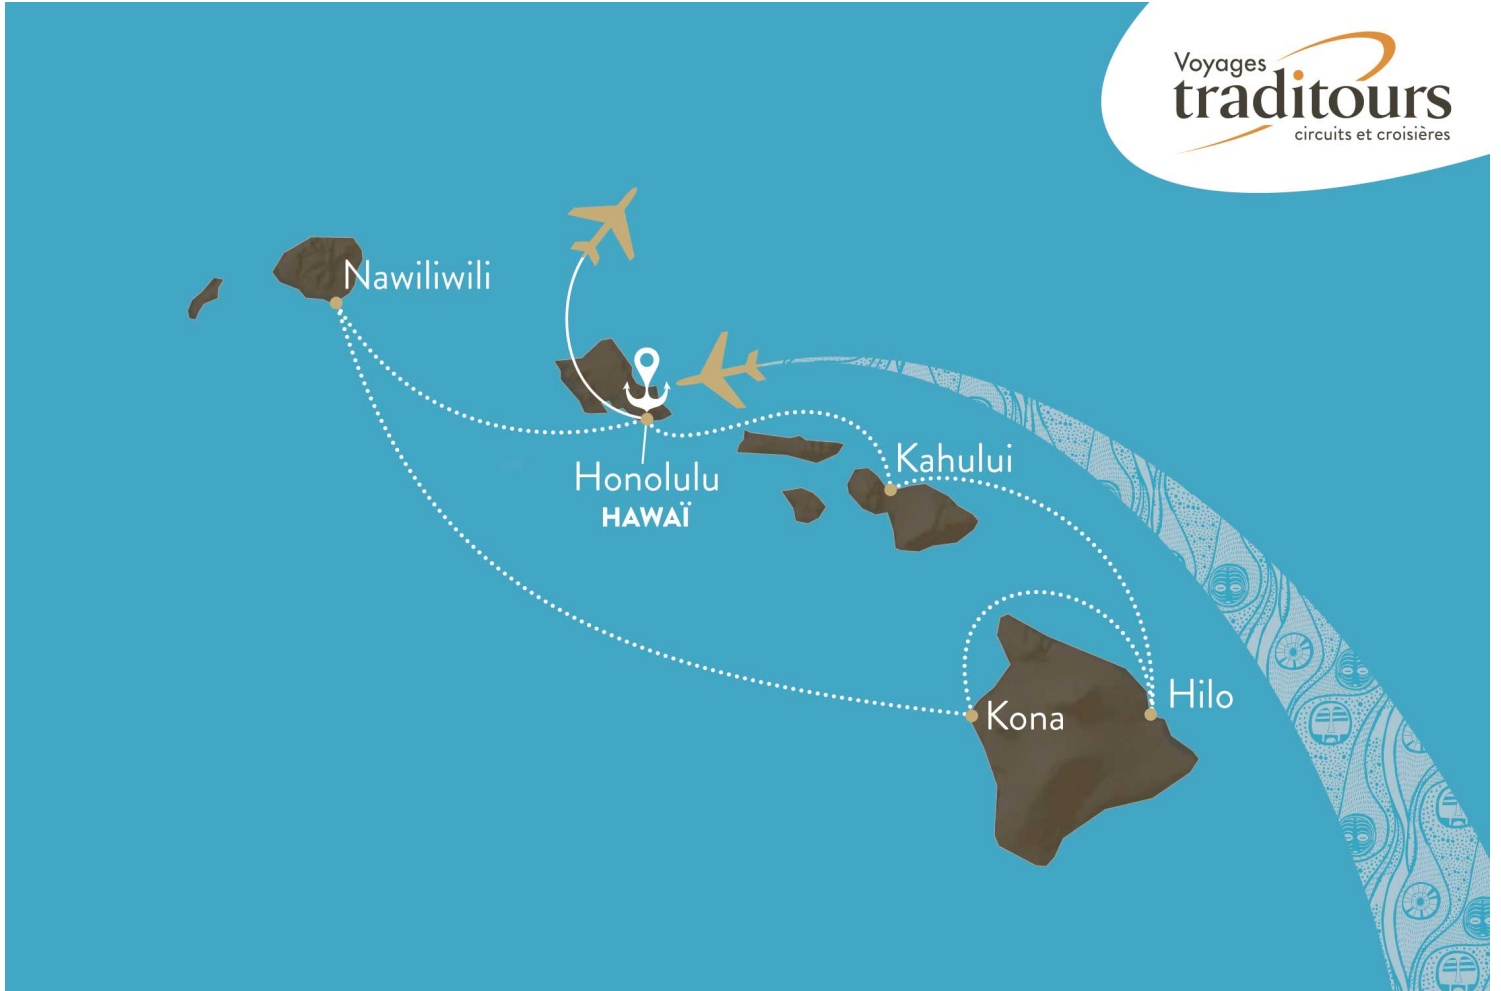 Voyages
traditours
circuits et croisières
Nawiliwili
Kahului
Honolulu
HAWAÏ
Hilo
Kona